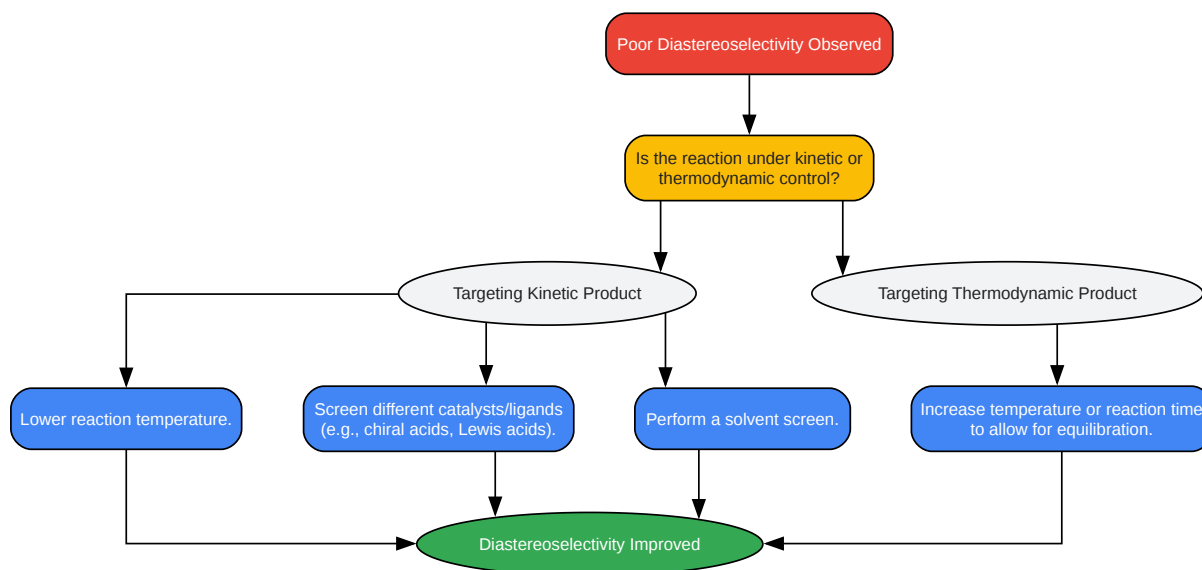 Poor Diastereoselectivity Observed
Is the reaction under kinetic or
thermodynamic control?
Targeting Kinetic Product
Targeting Thermodynamic Product
Lower reaction temperature.
Screen different catalysts/ligands
(e.g., chiral acids, Lewis acids).
Perform a solvent screen.
Increase temperature or reaction time
to allow for equilibration.
Diastereoselectivity Improved